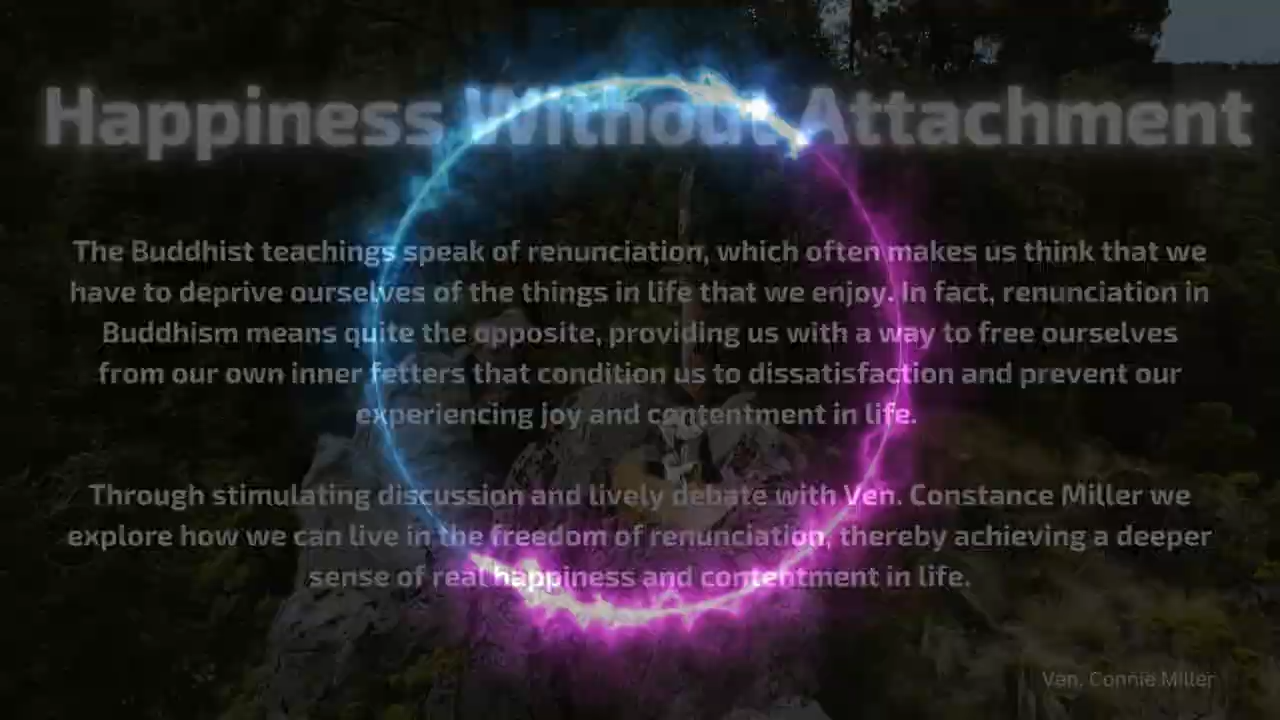 Happiness Without Attachment
The Buddhist teachings speak of renunciation, which often makes us think that we
have to deprive ourselves of the things in life that we enjoy. In fact, renunciation in
Buddhism means quite the opposite, providing us with a way to free ourselves
from our own inner fetters that condition us to dissatisfaction and prevent our
experiencing joy and contentment in life.
Through stimulating discussion and lively debate with Ven. Constance Miller we
explore how we can live in the freedom of renunciation, thereby achieving a deeper
sense of real happiness and contentment in life.
Ven. Connie Miller